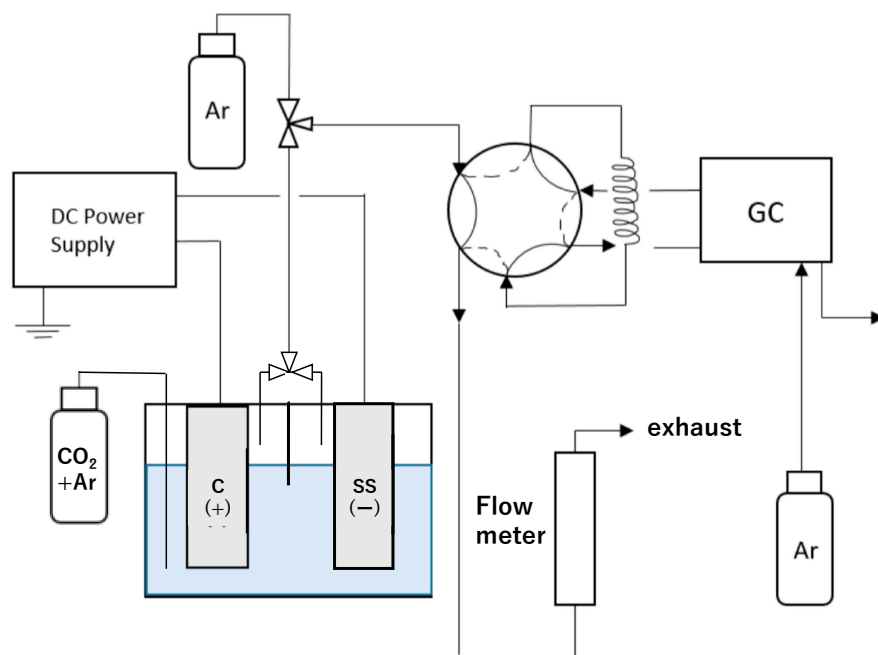 Ar
DC Power
Supply
GC
CO₂
+Ar
C
(+)
SS
(−)
exhaust
Flow
meter
Ar